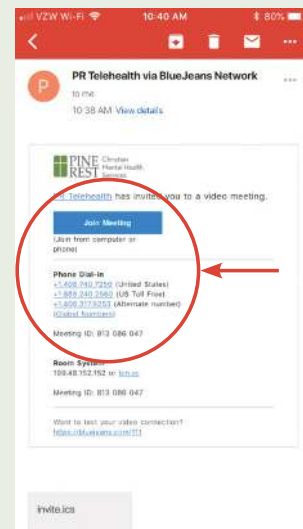 VZW Wi-Fi 10:40 AM 80%
P
PR Telehealth via BlueJeans Network
to me
10:38 AM View details
PINE REST Christian Mental Health Services
PR Telehealth has invited you to a video meeting.
Join Meeting
(Join from computer or
phone)
Phone Dial-in
+1.408.740.7256 (United States)
+1.888.240.2560 (US Toll Free)
+1.408.317.9253 (Alternate number)
(Global Numbers)
Meeting ID: 813 086 047
Room System
199.48.152.152 or bjn.vc
Meeting ID: 813 086 047
Want to test your video connection?
https://bluejeans.com/111
invite.ics